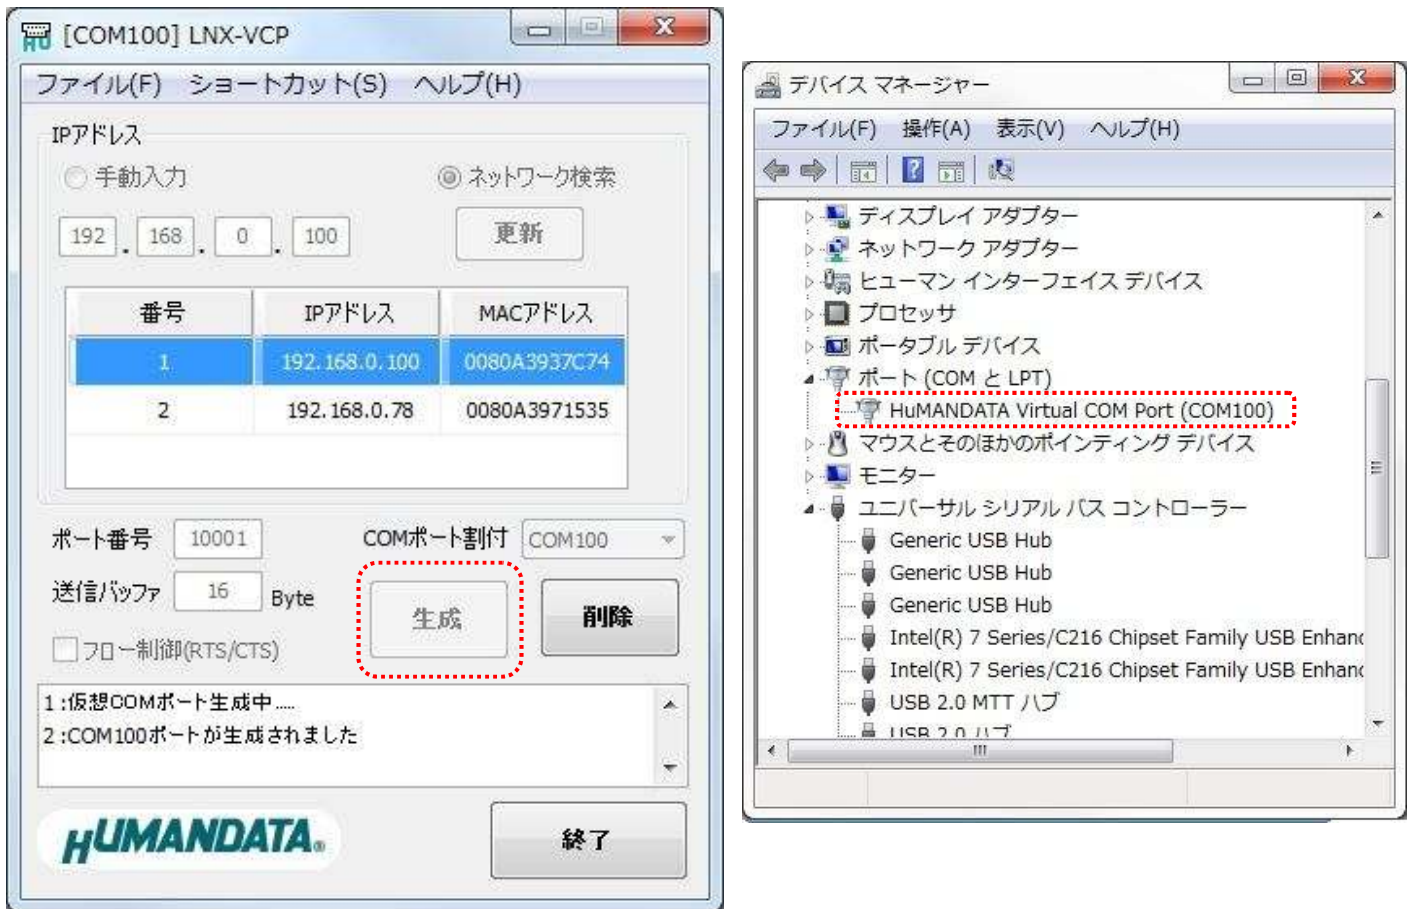 [COM100] LNX-VCP
ファイル(F) ショートカット(S) ヘルプ(H)
IPアドレス
手動入力 ネットワーク検索
192 . 168 . 0 . 100 更新
番号 IPアドレス MACアドレス
1 192.168.0.100 0080A3937C74
2 192.168.0.78 0080A3971535
ポート番号 10001 COMポート割付 COM100
送信バッファ 16 Byte 生成 削除
フロー制御(RTS/CTS)
1 :仮想COMポート生成中.....
2 :COM100ポートが生成されました
HUMANDATA® 終了
デバイス マネージャー
ファイル(F) 操作(A) 表示(V) ヘルプ(H)
ディスプレイ アダプター
ネットワーク アダプター
ヒューマン インターフェイス デバイス
プロセッサ
ポータブル デバイス
ポート (COM と LPT)
HuMANDATA Virtual COM Port (COM100)
マウスとそのほかのポインティング デバイス
モニター
ユニバーサル シリアル バス コントローラー
Generic USB Hub
Generic USB Hub
Generic USB Hub
Intel(R) 7 Series/C216 Chipset Family USB Enhanc
Intel(R) 7 Series/C216 Chipset Family USB Enhanc
USB 2.0 MTT ハブ
USB 2.0 ハブ